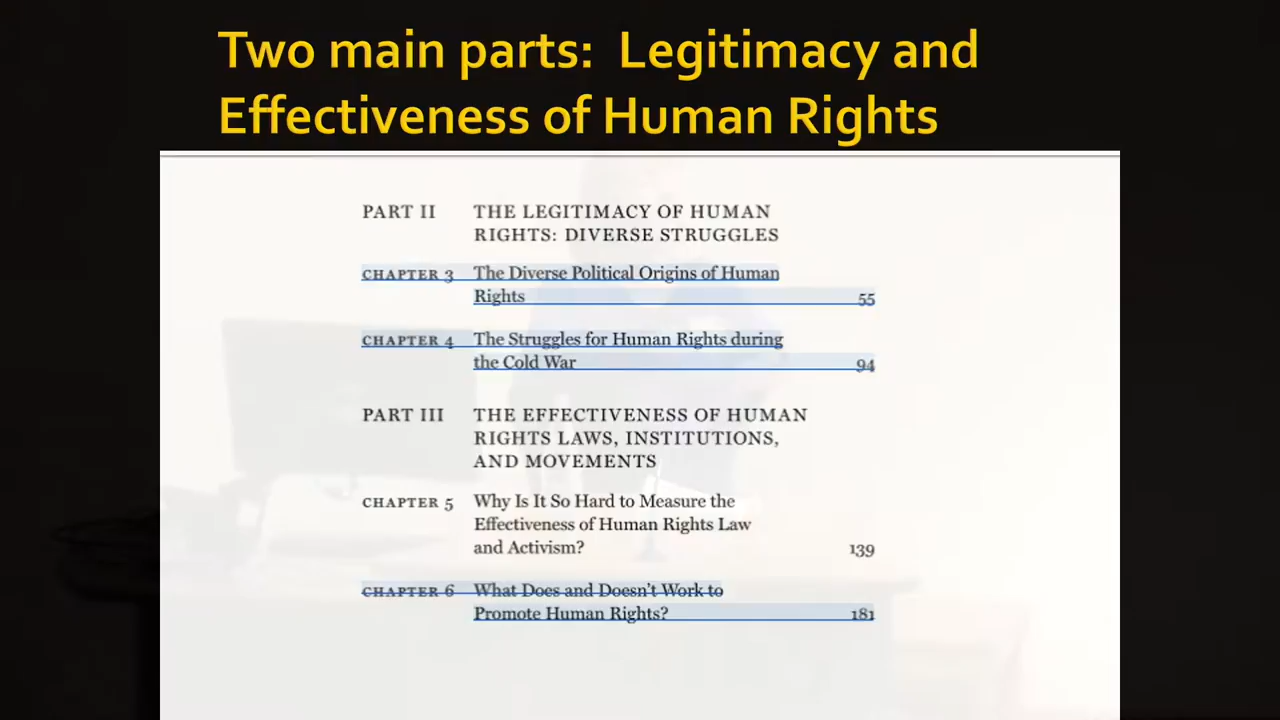 Two main parts: Legitimacy and
Effectiveness of Human Rights
PART II THE LEGITIMACY OF HUMAN
RIGHTS: DIVERSE STRUGGLES
CHAPTER 3 The Diverse Political Origins of Human
Rights 55
CHAPTER 4 The Struggles for Human Rights during
the Cold War 94
PART III THE EFFECTIVENESS OF HUMAN
RIGHTS LAWS, INSTITUTIONS,
AND MOVEMENTS
CHAPTER 5 Why Is It So Hard to Measure the
Effectiveness of Human Rights Law
and Activism? 139
CHAPTER 6 What Does and Doesn't Work to
Promote Human Rights? 181